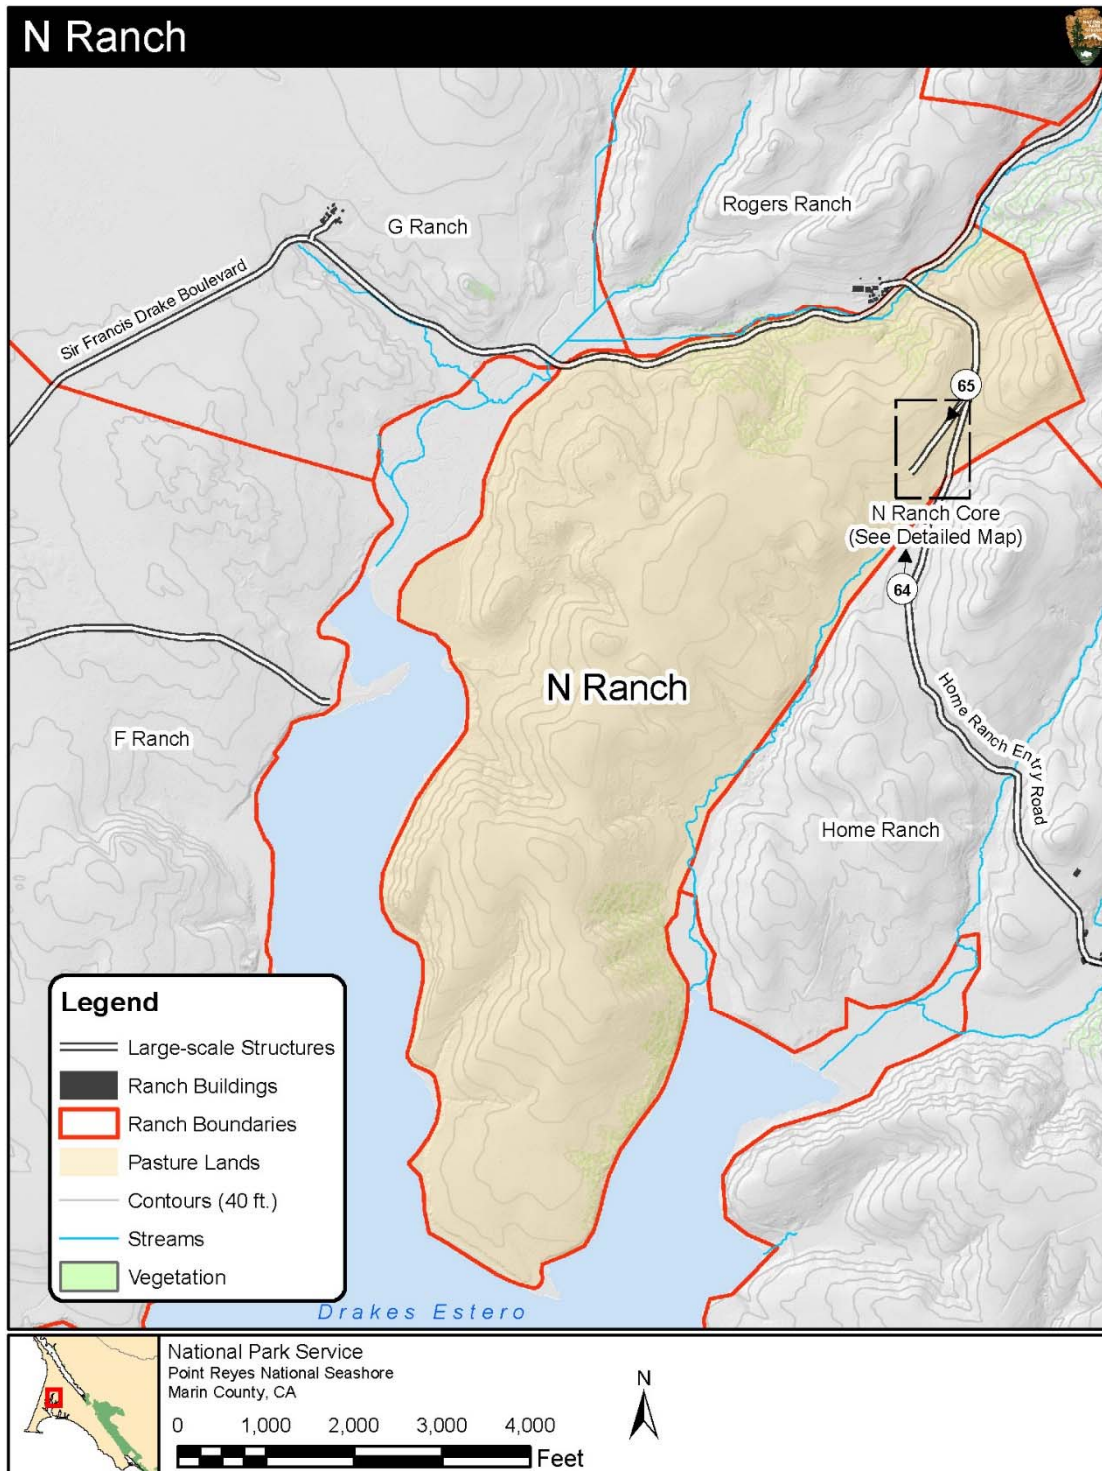 N Ranch
Rogers Ranch
G Ranch
Sir Francis Drake Boulevard
65
N Ranch Core
(See Detailed Map)
64
N Ranch
Home Ranch Entry Road
F Ranch
Home Ranch
Legend
Large-scale Structures
Ranch Buildings
Ranch Boundaries
Pasture Lands
Contours (40 ft.)
Streams
Vegetation
Drakes Estero
National Park Service
Point Reyes National Seashore
Marin County, CA
N
0 1,000 2,000 3,000 4,000
Feet